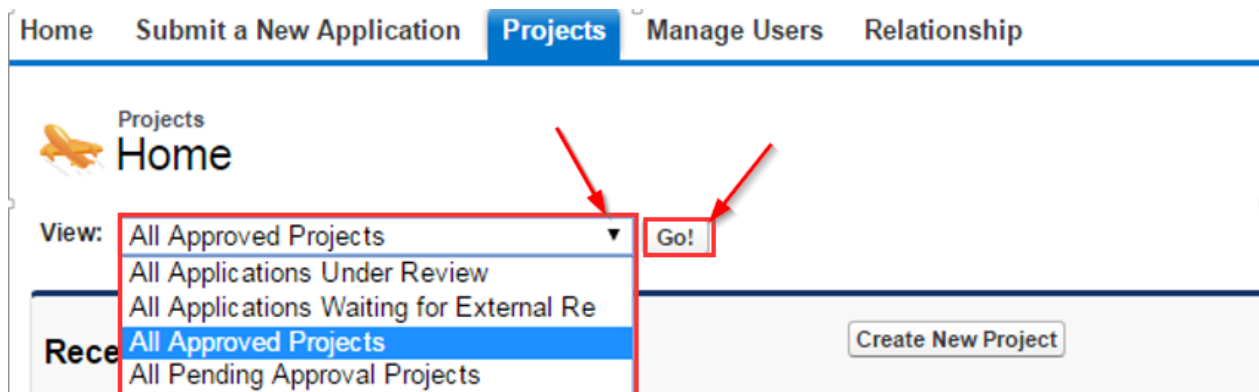 Home Submit a New Application Projects Manage Users Relationship
Projects
Home
View: All Approved Projects Go!
All Applications Under Review
All Applications Waiting for External Re
All Approved Projects
Rece Create New Project
All Pending Approval Projects